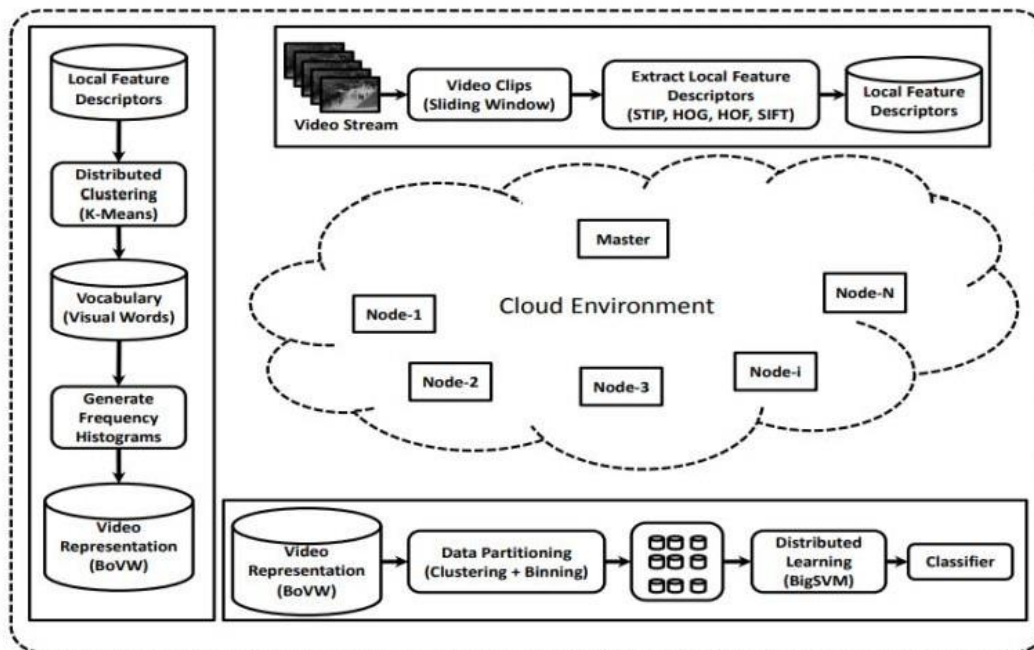 Local Feature
Descriptors
Distributed
Clustering
(K-Means)
Vocabulary
(Visual Words)
Generate
Frequency
Histograms
Video
Representation
(BoVW)
Video Stream
Video Clips
(Sliding Window)
Extract Local Feature
Descriptors
(STIP, HOG, HOF, SIFT)
Local Feature
Descriptors
Master
Cloud Environment
Node-1
Node-2
Node-3
Node-i
Node-N
Video
Representation
(BoVW)
Data Partitioning
(Clustering + Binning)
Distributed
Learning
(BigSVM)
Classifier